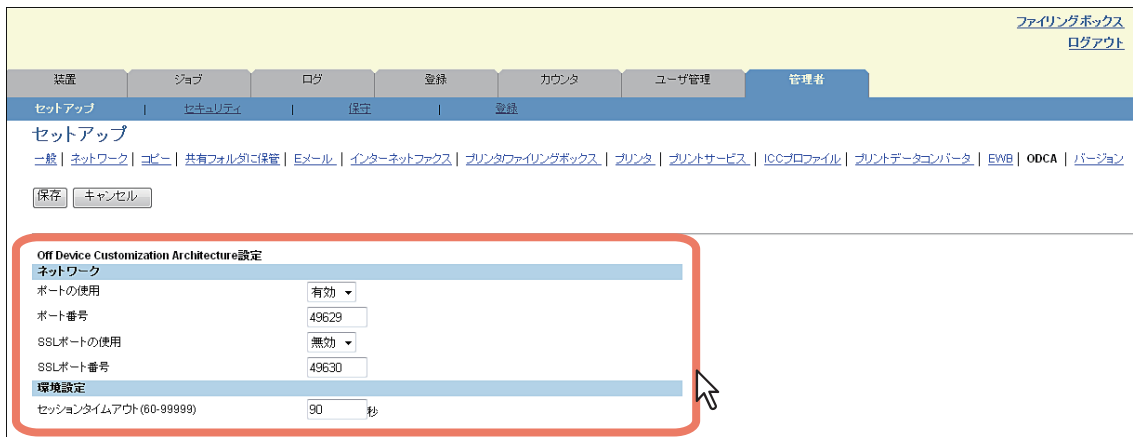 ファイリングボックス
ログアウト
装置 ジョブ ログ 登録 カウンタ ユーザ管理 管理者
セットアップ | セキュリティ | 保守 | 登録
セットアップ
一般 | ネットワーク | コピー | 共有フォルダに保管 | Eメール | インターネットファクス | プリンタ/ファイリングボックス | プリンタ | プリントサービス | ICCプロファイル | プリントデータコンバータ | EWB | ODCA | バージョン
保存 キャンセル
Off Device Customization Architecture設定
ネットワーク
ポートの使用 有効
ポート番号 49629
SSLポートの使用 無効
SSLポート番号 49630
環境設定
セッションタイムアウト(60-99999) 90 秒